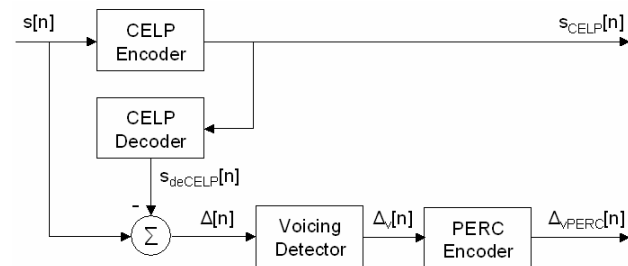 s[n]
CELP
Encoder
s_CELP[n]
CELP
Decoder
s_deCELP[n]
-
Σ
Δ[n]
Voicing
Detector
Δ_v[n]
PERC
Encoder
Δ_vPERC[n]